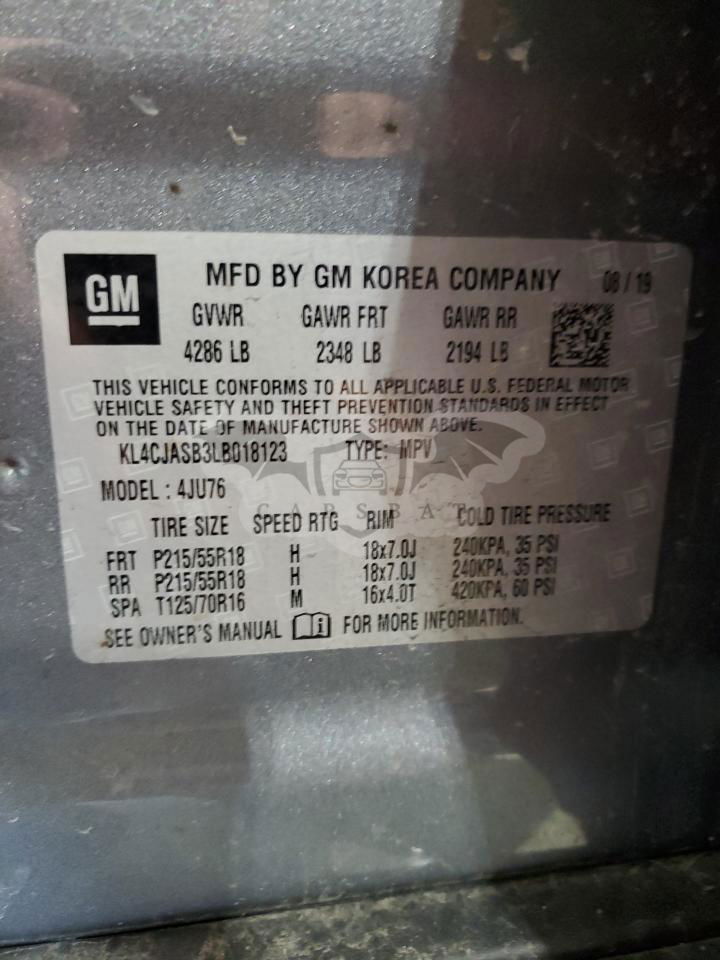 GM
MFD BY GM KOREA COMPANY 08 / 19
GVWR GAWR FRT GAWR RR
4286 LB 2348 LB 2194 LB
THIS VEHICLE CONFORMS TO ALL APPLICABLE U.S. FEDERAL MOTOR
VEHICLE SAFETY AND THEFT PREVENTION STANDARDS IN EFFECT
ON THE DATE OF MANUFACTURE SHOWN ABOVE.
KL4CJASB3LB018123 TYPE: MPV
MODEL : 4JU76
CARSBAT
TIRE SIZE SPEED RTG RIM COLD TIRE PRESSURE
FRT P215/55R18 H 18x7.0J 240KPA, 35 PSI
RR P215/55R18 H 18x7.0J 240KPA, 35 PSI
SPA T125/70R16 M 16x4.0T 420KPA, 60 PSI
SEE OWNER'S MANUAL FOR MORE INFORMATION.